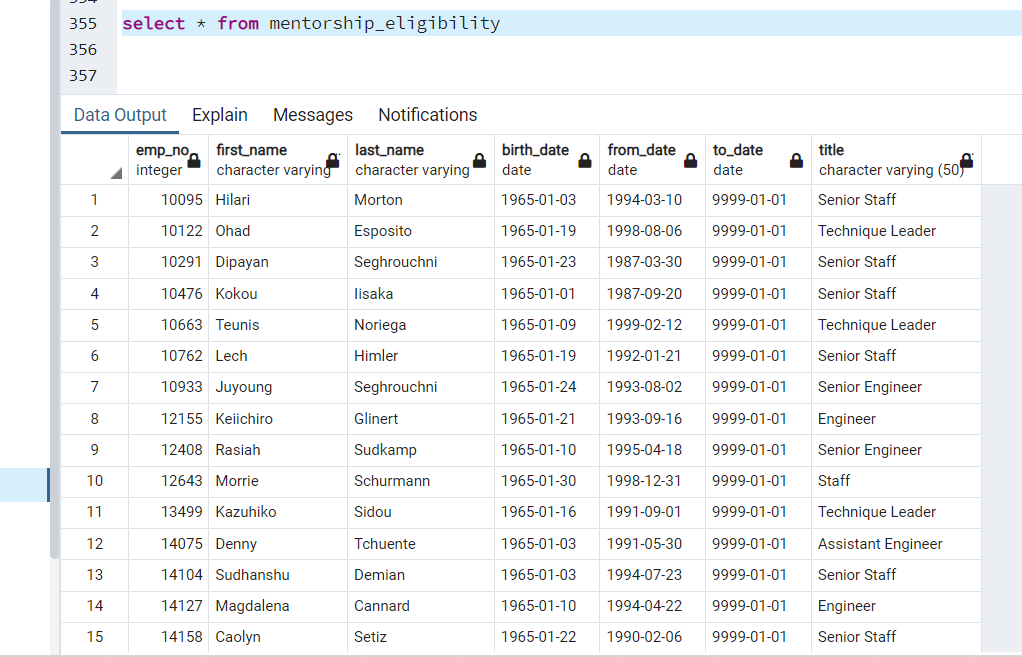 355 select * from mentorship_eligibility
356
357
Data Output Explain Messages Notifications
emp_no first_name last_name birth_date from_date to_date title
integer character varying character varying date date date character varying (50)
1 10095 Hilari Morton 1965-01-03 1994-03-10 9999-01-01 Senior Staff
2 10122 Ohad Esposito 1965-01-19 1998-08-06 9999-01-01 Technique Leader
3 10291 Dipayan Seghrouchni 1965-01-23 1987-03-30 9999-01-01 Senior Staff
4 10476 Kokou Iisaka 1965-01-01 1987-09-20 9999-01-01 Senior Staff
5 10663 Teunis Noriega 1965-01-09 1999-02-12 9999-01-01 Technique Leader
6 10762 Lech Himler 1965-01-19 1992-01-21 9999-01-01 Senior Staff
7 10933 Juyoung Seghrouchni 1965-01-24 1993-08-02 9999-01-01 Senior Engineer
8 12155 Keiichiro Glinert 1965-01-21 1993-09-16 9999-01-01 Engineer
9 12408 Rasiah Sudkamp 1965-01-10 1995-04-18 9999-01-01 Senior Engineer
10 12643 Morrie Schurmann 1965-01-30 1998-12-31 9999-01-01 Staff
11 13499 Kazuhiko Sidou 1965-01-16 1991-09-01 9999-01-01 Technique Leader
12 14075 Denny Tchuente 1965-01-03 1991-05-30 9999-01-01 Assistant Engineer
13 14104 Sudhanshu Demian 1965-01-03 1994-07-23 9999-01-01 Senior Staff
14 14127 Magdalena Cannard 1965-01-10 1994-04-22 9999-01-01 Engineer
15 14158 Caolyn Setiz 1965-01-22 1990-02-06 9999-01-01 Senior Staff